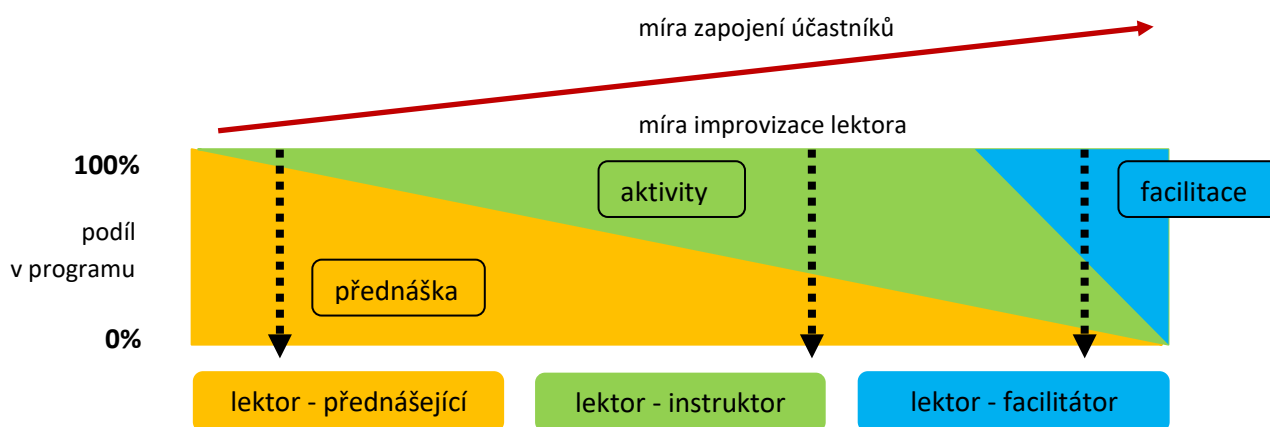 míra zapojení účastníků
míra improvizace lektora
100%
podíl
v programu
0%
aktivity
facilitace
přednáška
lektor - přednášející
lektor - instruktor
lektor - facilitátor